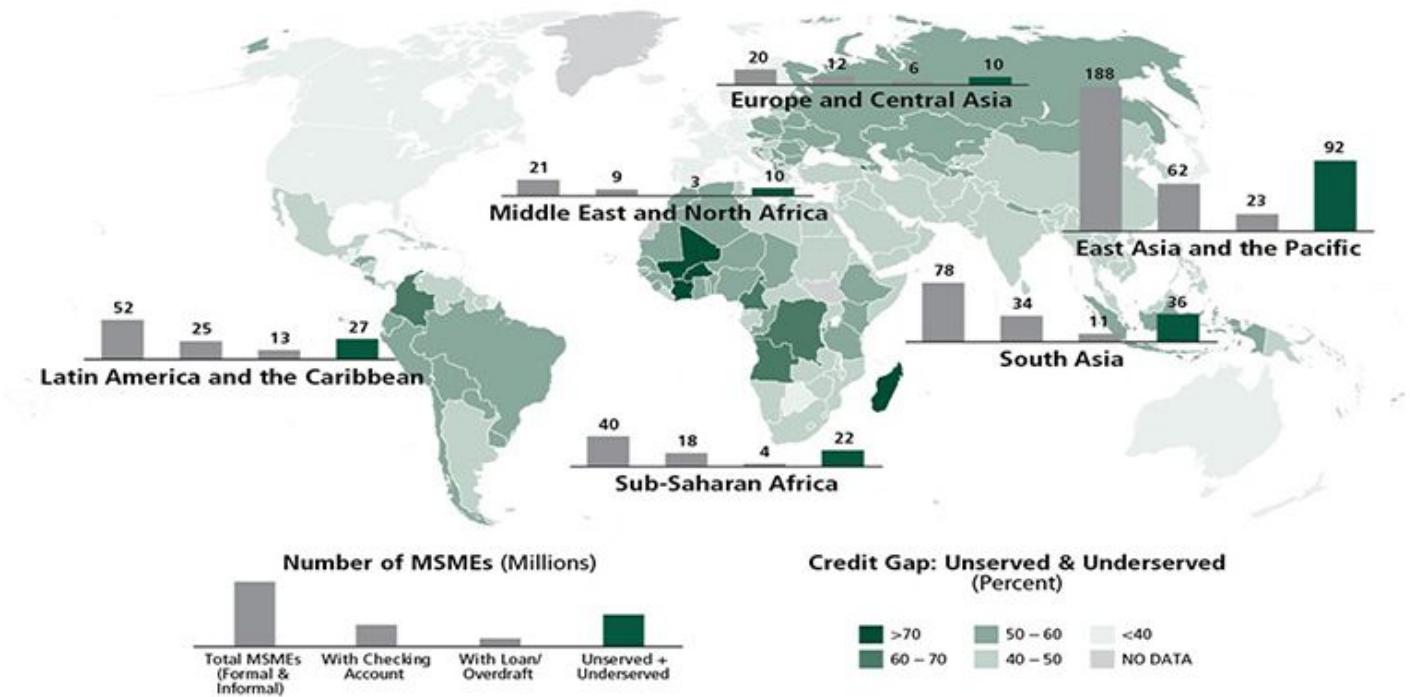 20 12 6 10
Europe and Central Asia
188 62 23 92
East Asia and the Pacific
21 9 3 10
Middle East and North Africa
78 34 11 36
South Asia
52 25 13 27
Latin America and the Caribbean
40 18 4 22
Sub-Saharan Africa
Number of MSMEs (Millions)
Total MSMEs
(Formal &
Informal)
With Checking
Account
With Loan/
Overdraft
Unserved +
Underserved
Credit Gap: Unserved & Underserved
(Percent)
>70
50 – 60
<40
60 – 70
40 – 50
NO DATA